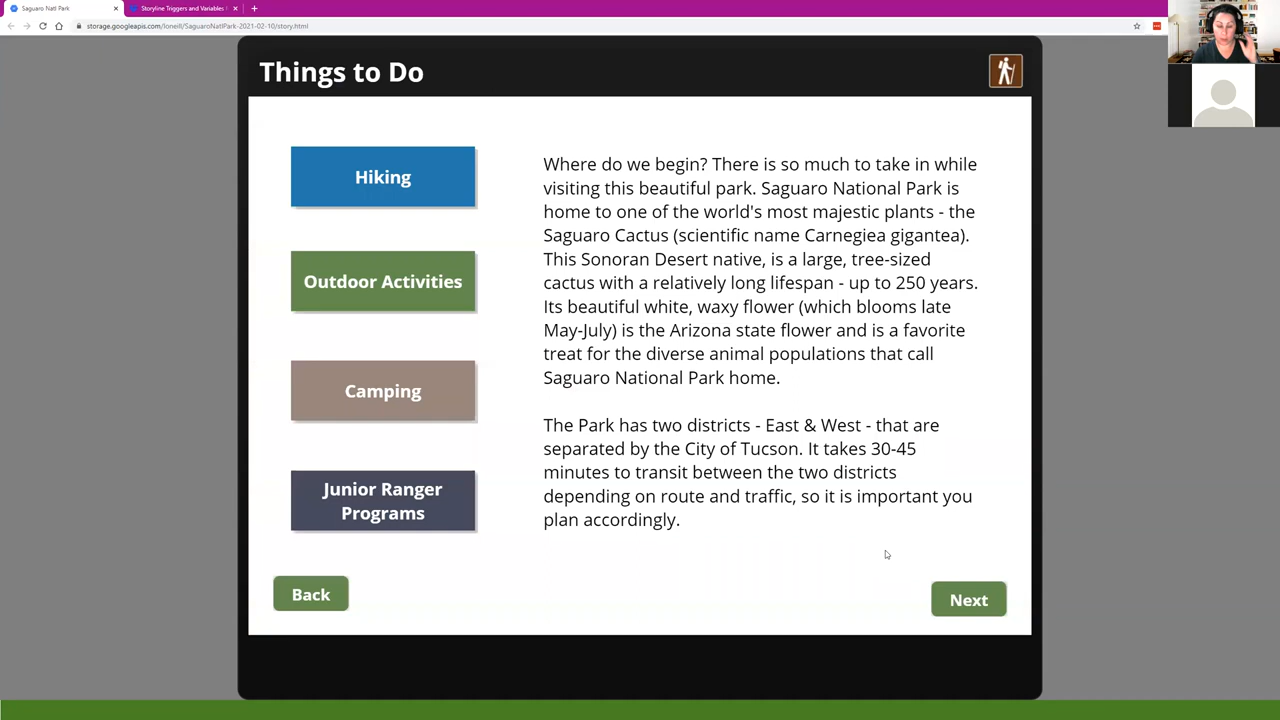 Saguaro Natl Park
Storyline Triggers and Variables
storage.googleapis.com/loneill/SaguaroNatlPark-2021-02-10/story.html
Things to Do
Hiking
Outdoor Activities
Camping
Junior Ranger
Programs
Where do we begin? There is so much to take in while
visiting this beautiful park. Saguaro National Park is
home to one of the world's most majestic plants - the
Saguaro Cactus (scientific name Carnegiea gigantea).
This Sonoran Desert native, is a large, tree-sized
cactus with a relatively long lifespan - up to 250 years.
Its beautiful white, waxy flower (which blooms late
May-July) is the Arizona state flower and is a favorite
treat for the diverse animal populations that call
Saguaro National Park home.
The Park has two districts - East & West - that are
separated by the City of Tucson. It takes 30-45
minutes to transit between the two districts
depending on route and traffic, so it is important you
plan accordingly.
Back
Next